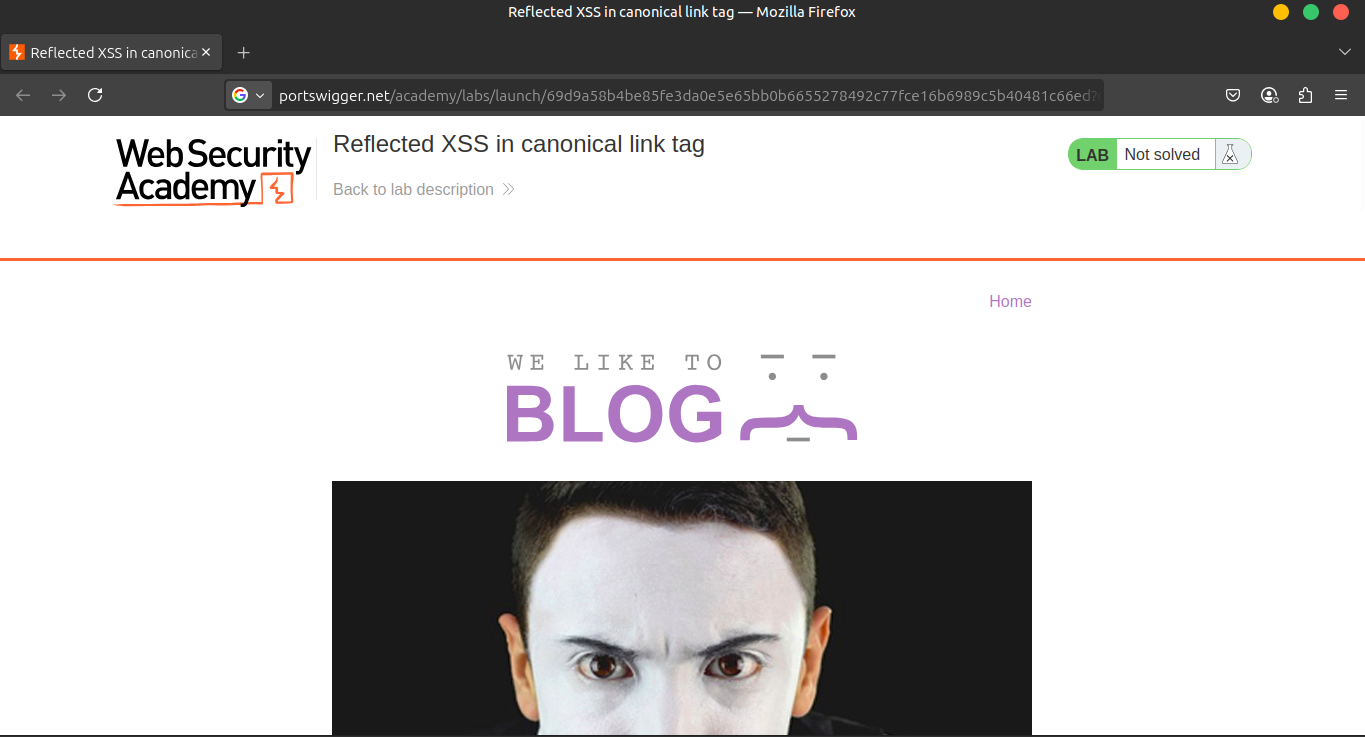 Reflected XSS in canonical link tag — Mozilla Firefox
Reflected XSS in canonica
portswigger.net/academy/labs/launch/69d9a58b4be85fe3da0e5e65bb0b6655278492c77fce16b6989c5b40481c66ed?
Web Security
Academy
Reflected XSS in canonical link tag
Back to lab description
LAB Not solved
Home
WE LIKE TO
BLOG